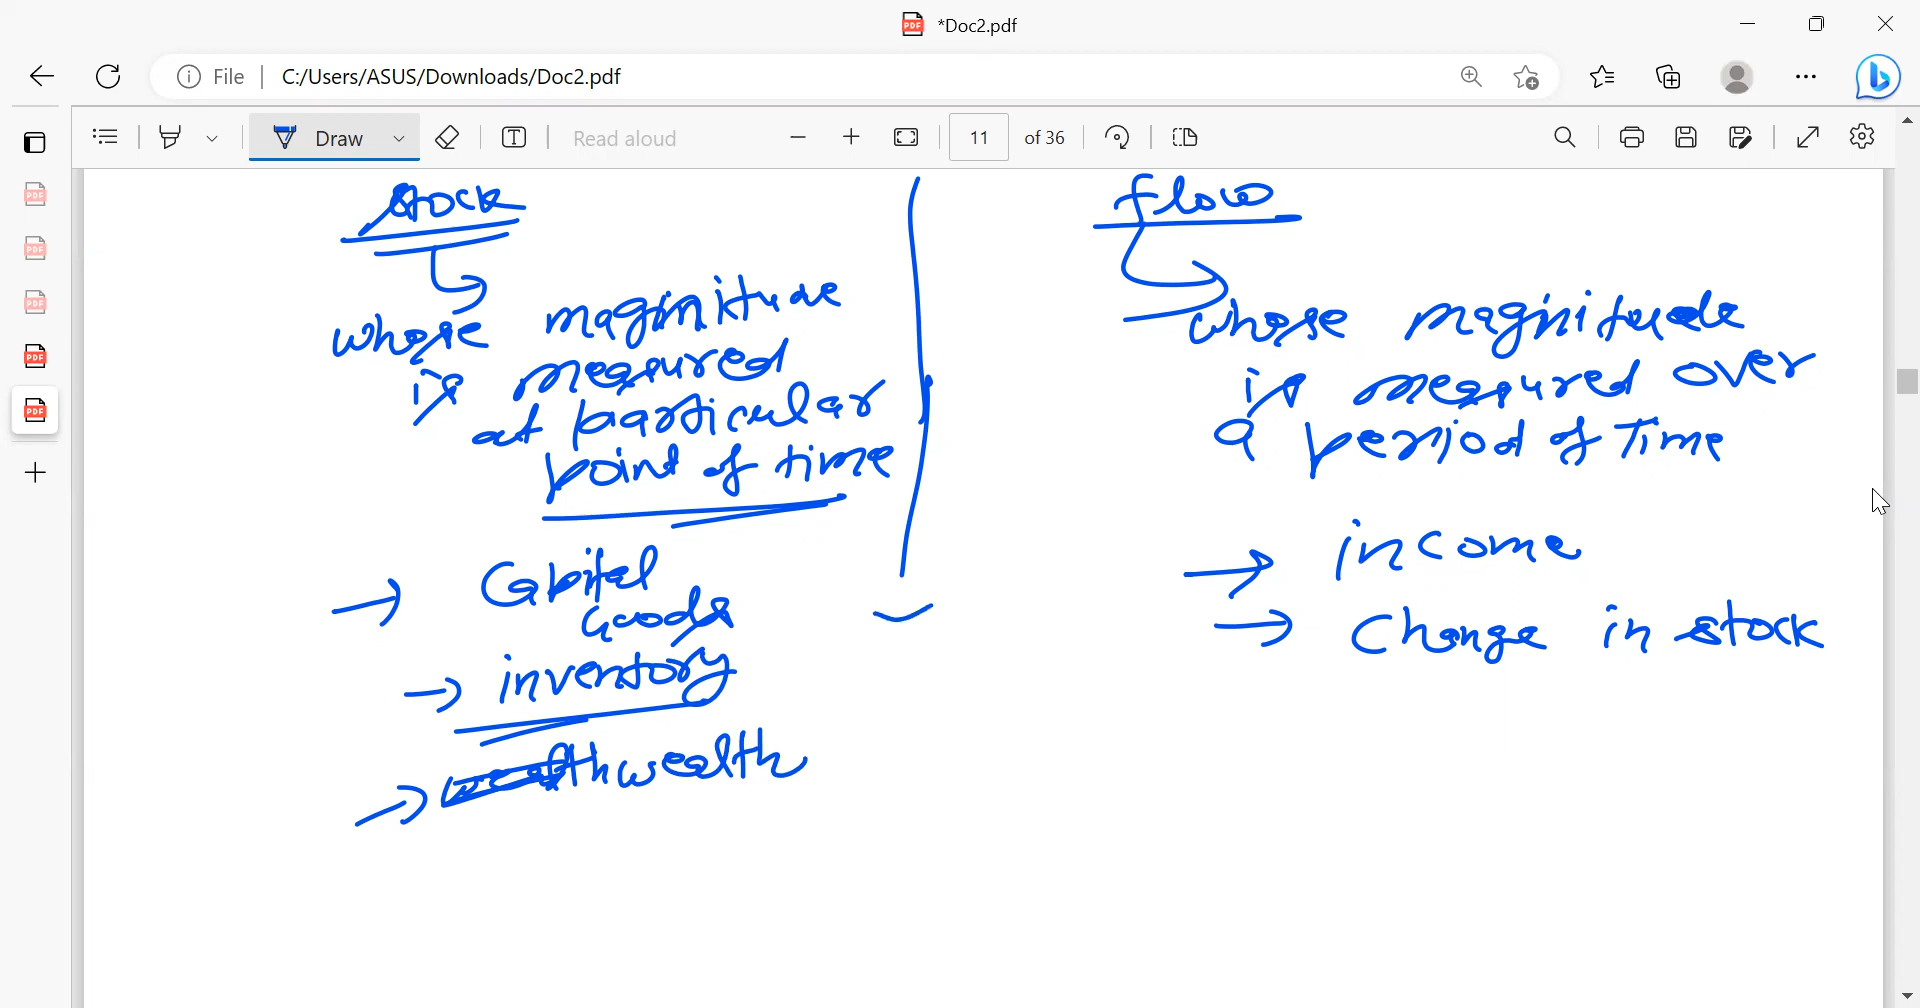 *Doc2.pdf
File C:/Users/ASUS/Downloads/Doc2.pdf
Draw Read aloud 11 of 36
stock
whose maginitude
is measured
at particular
point of time
Capital
Goods
inventory
wealth wealth
flow
whose magnitude
is measured over
a period of Time
income
Change in stock